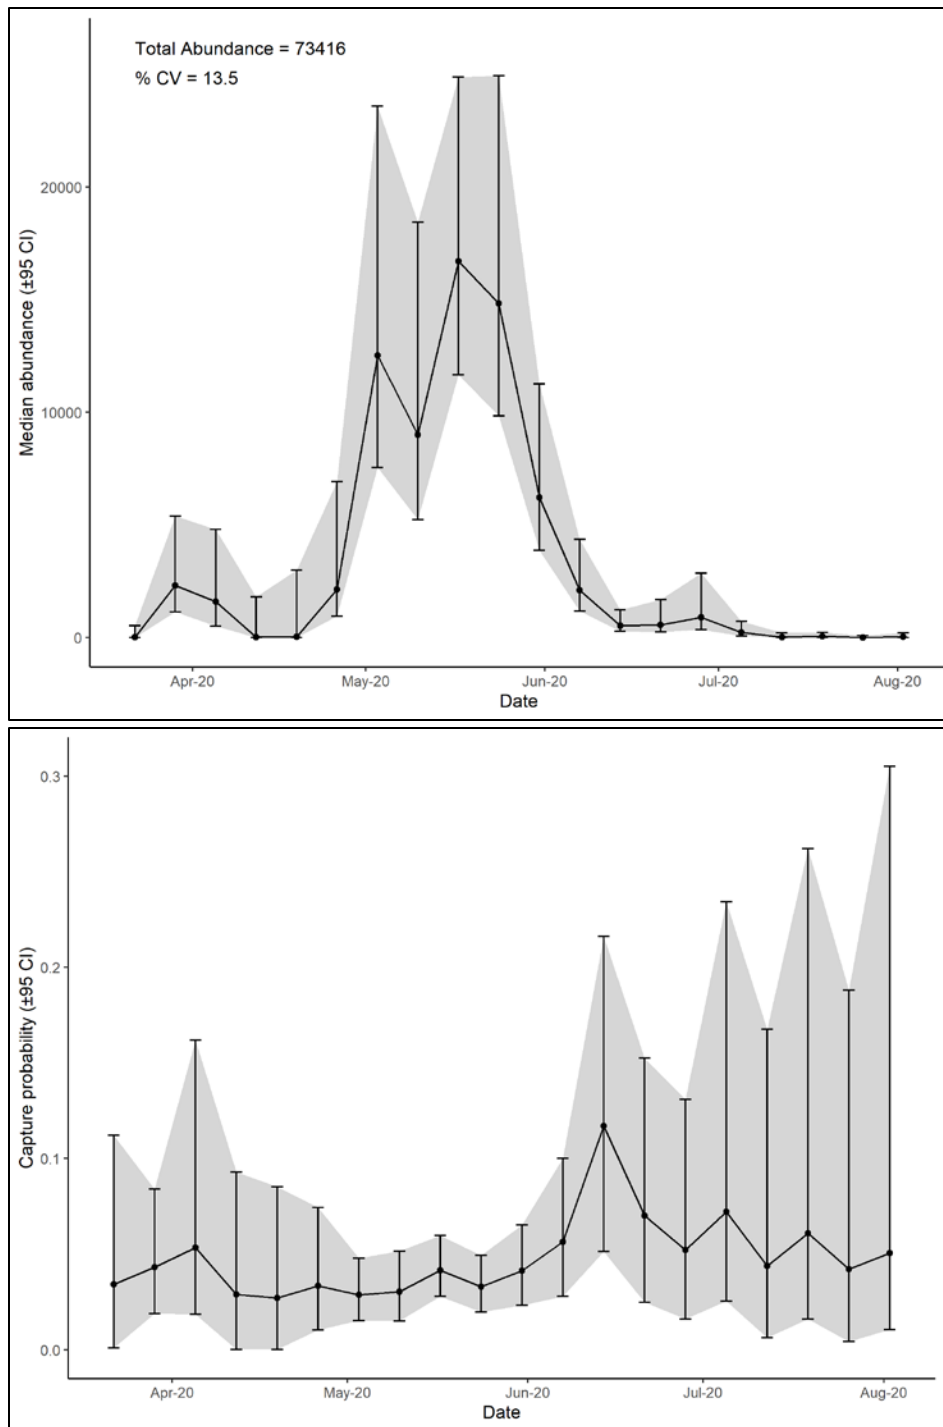 Total Abundance = 73416
% CV = 13.5
20000
10000
0
Median abundance (±95 CI)
Apr-20 May-20 Jun-20 Jul-20 Aug-20
Date
0.3
0.2
0.1
0.0
Capture probability (±95 CI)
Apr-20 May-20 Jun-20 Jul-20 Aug-20
Date